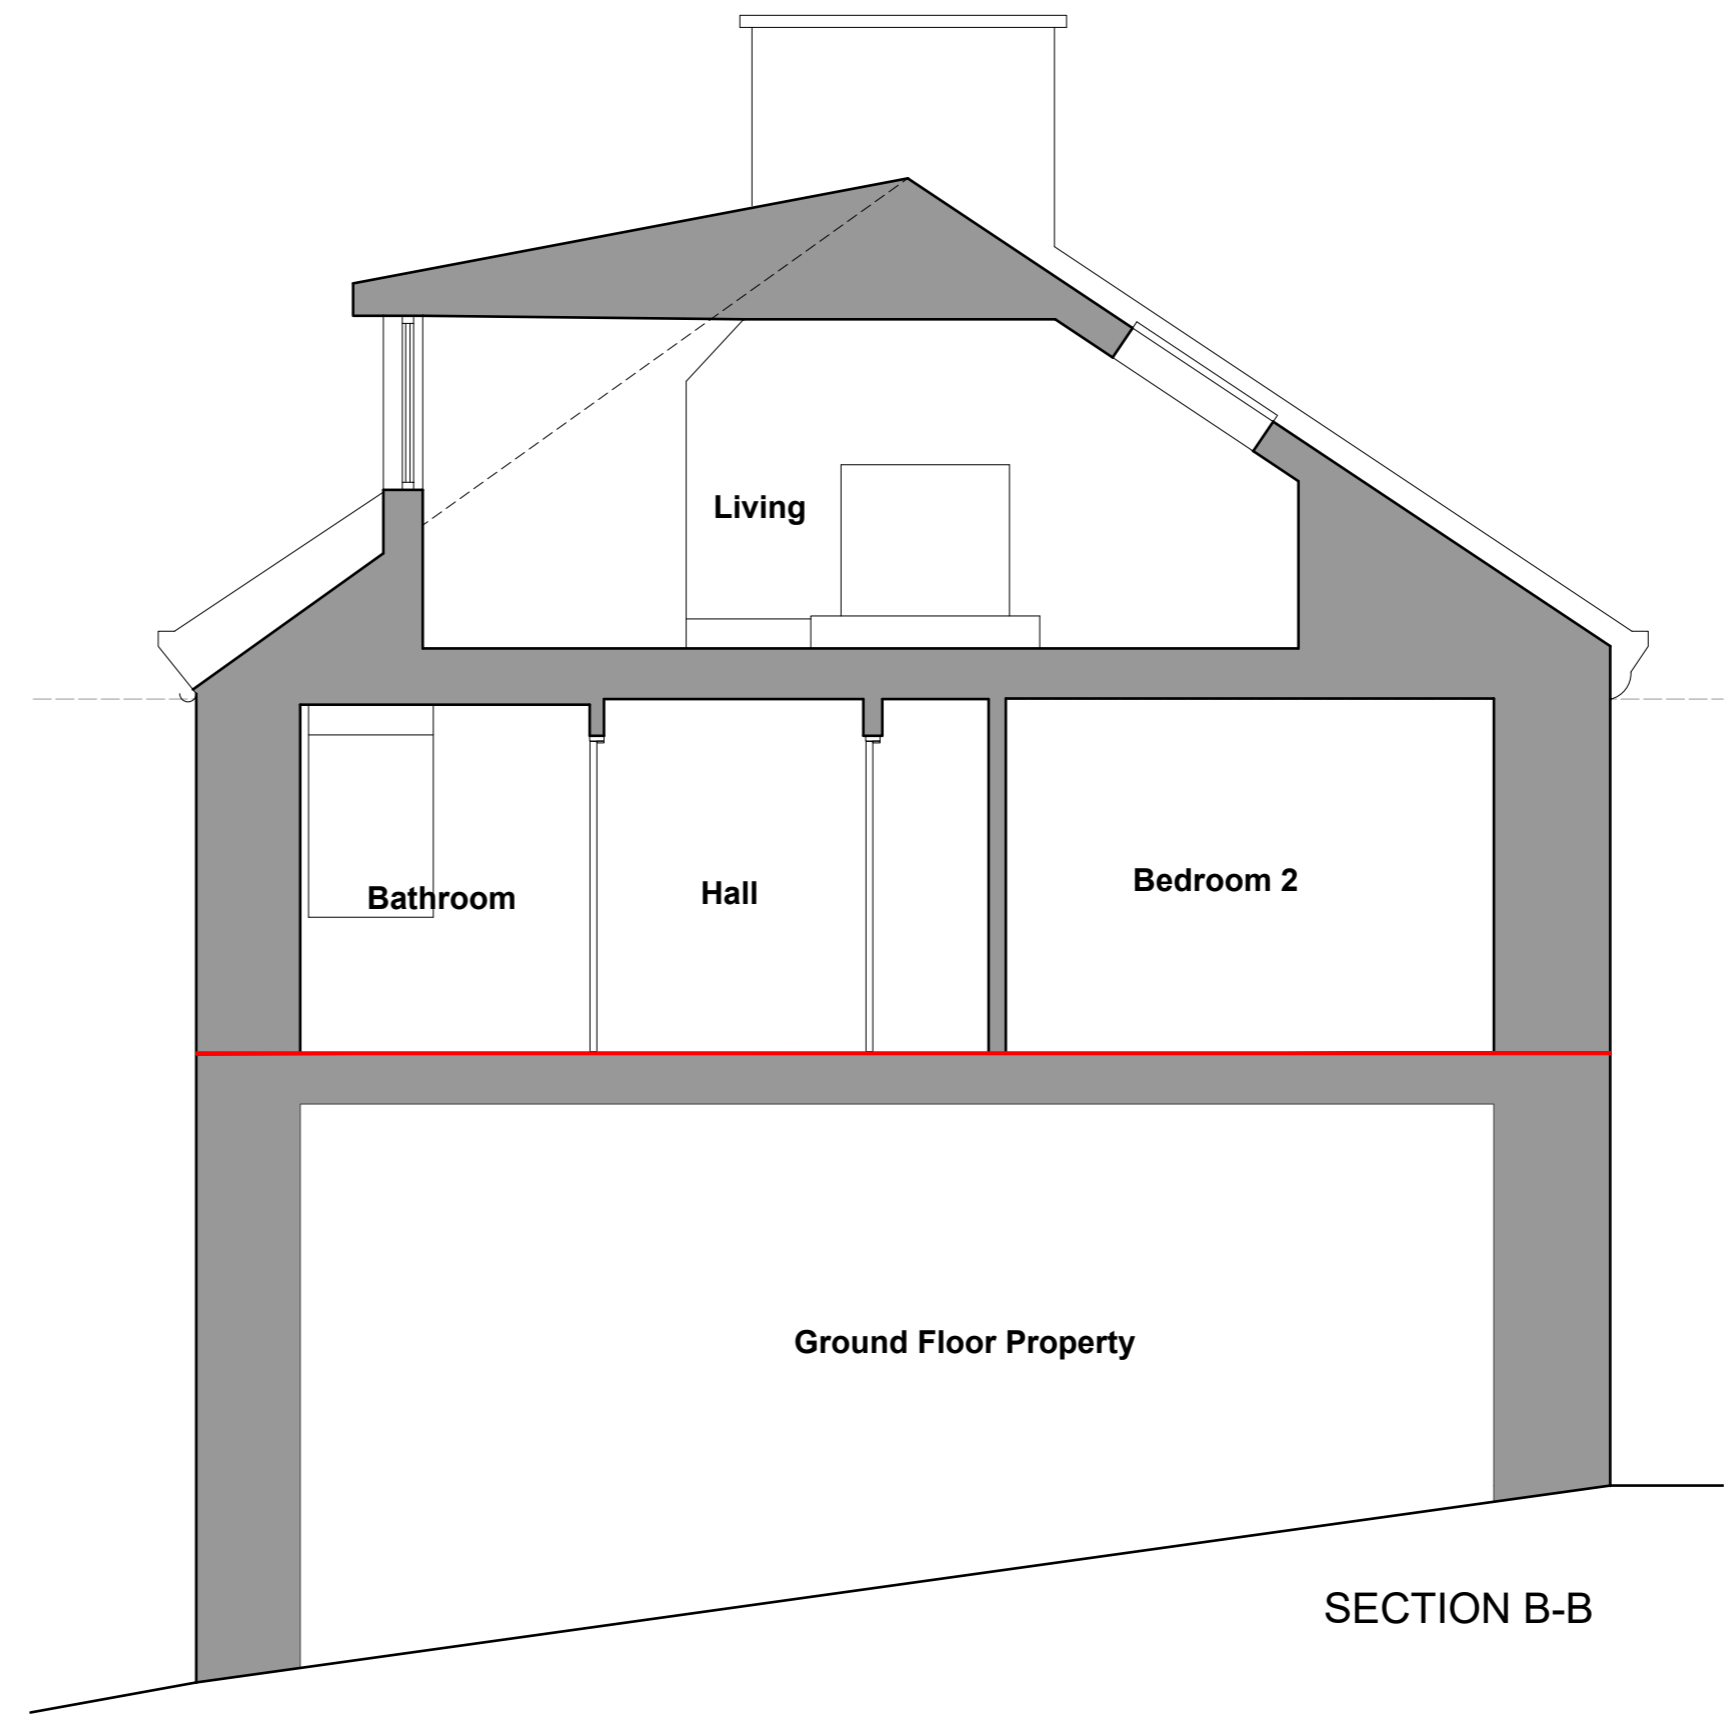 Living
Bathroom
Hall
Bedroom 2
Ground Floor Property
SECTION B-B